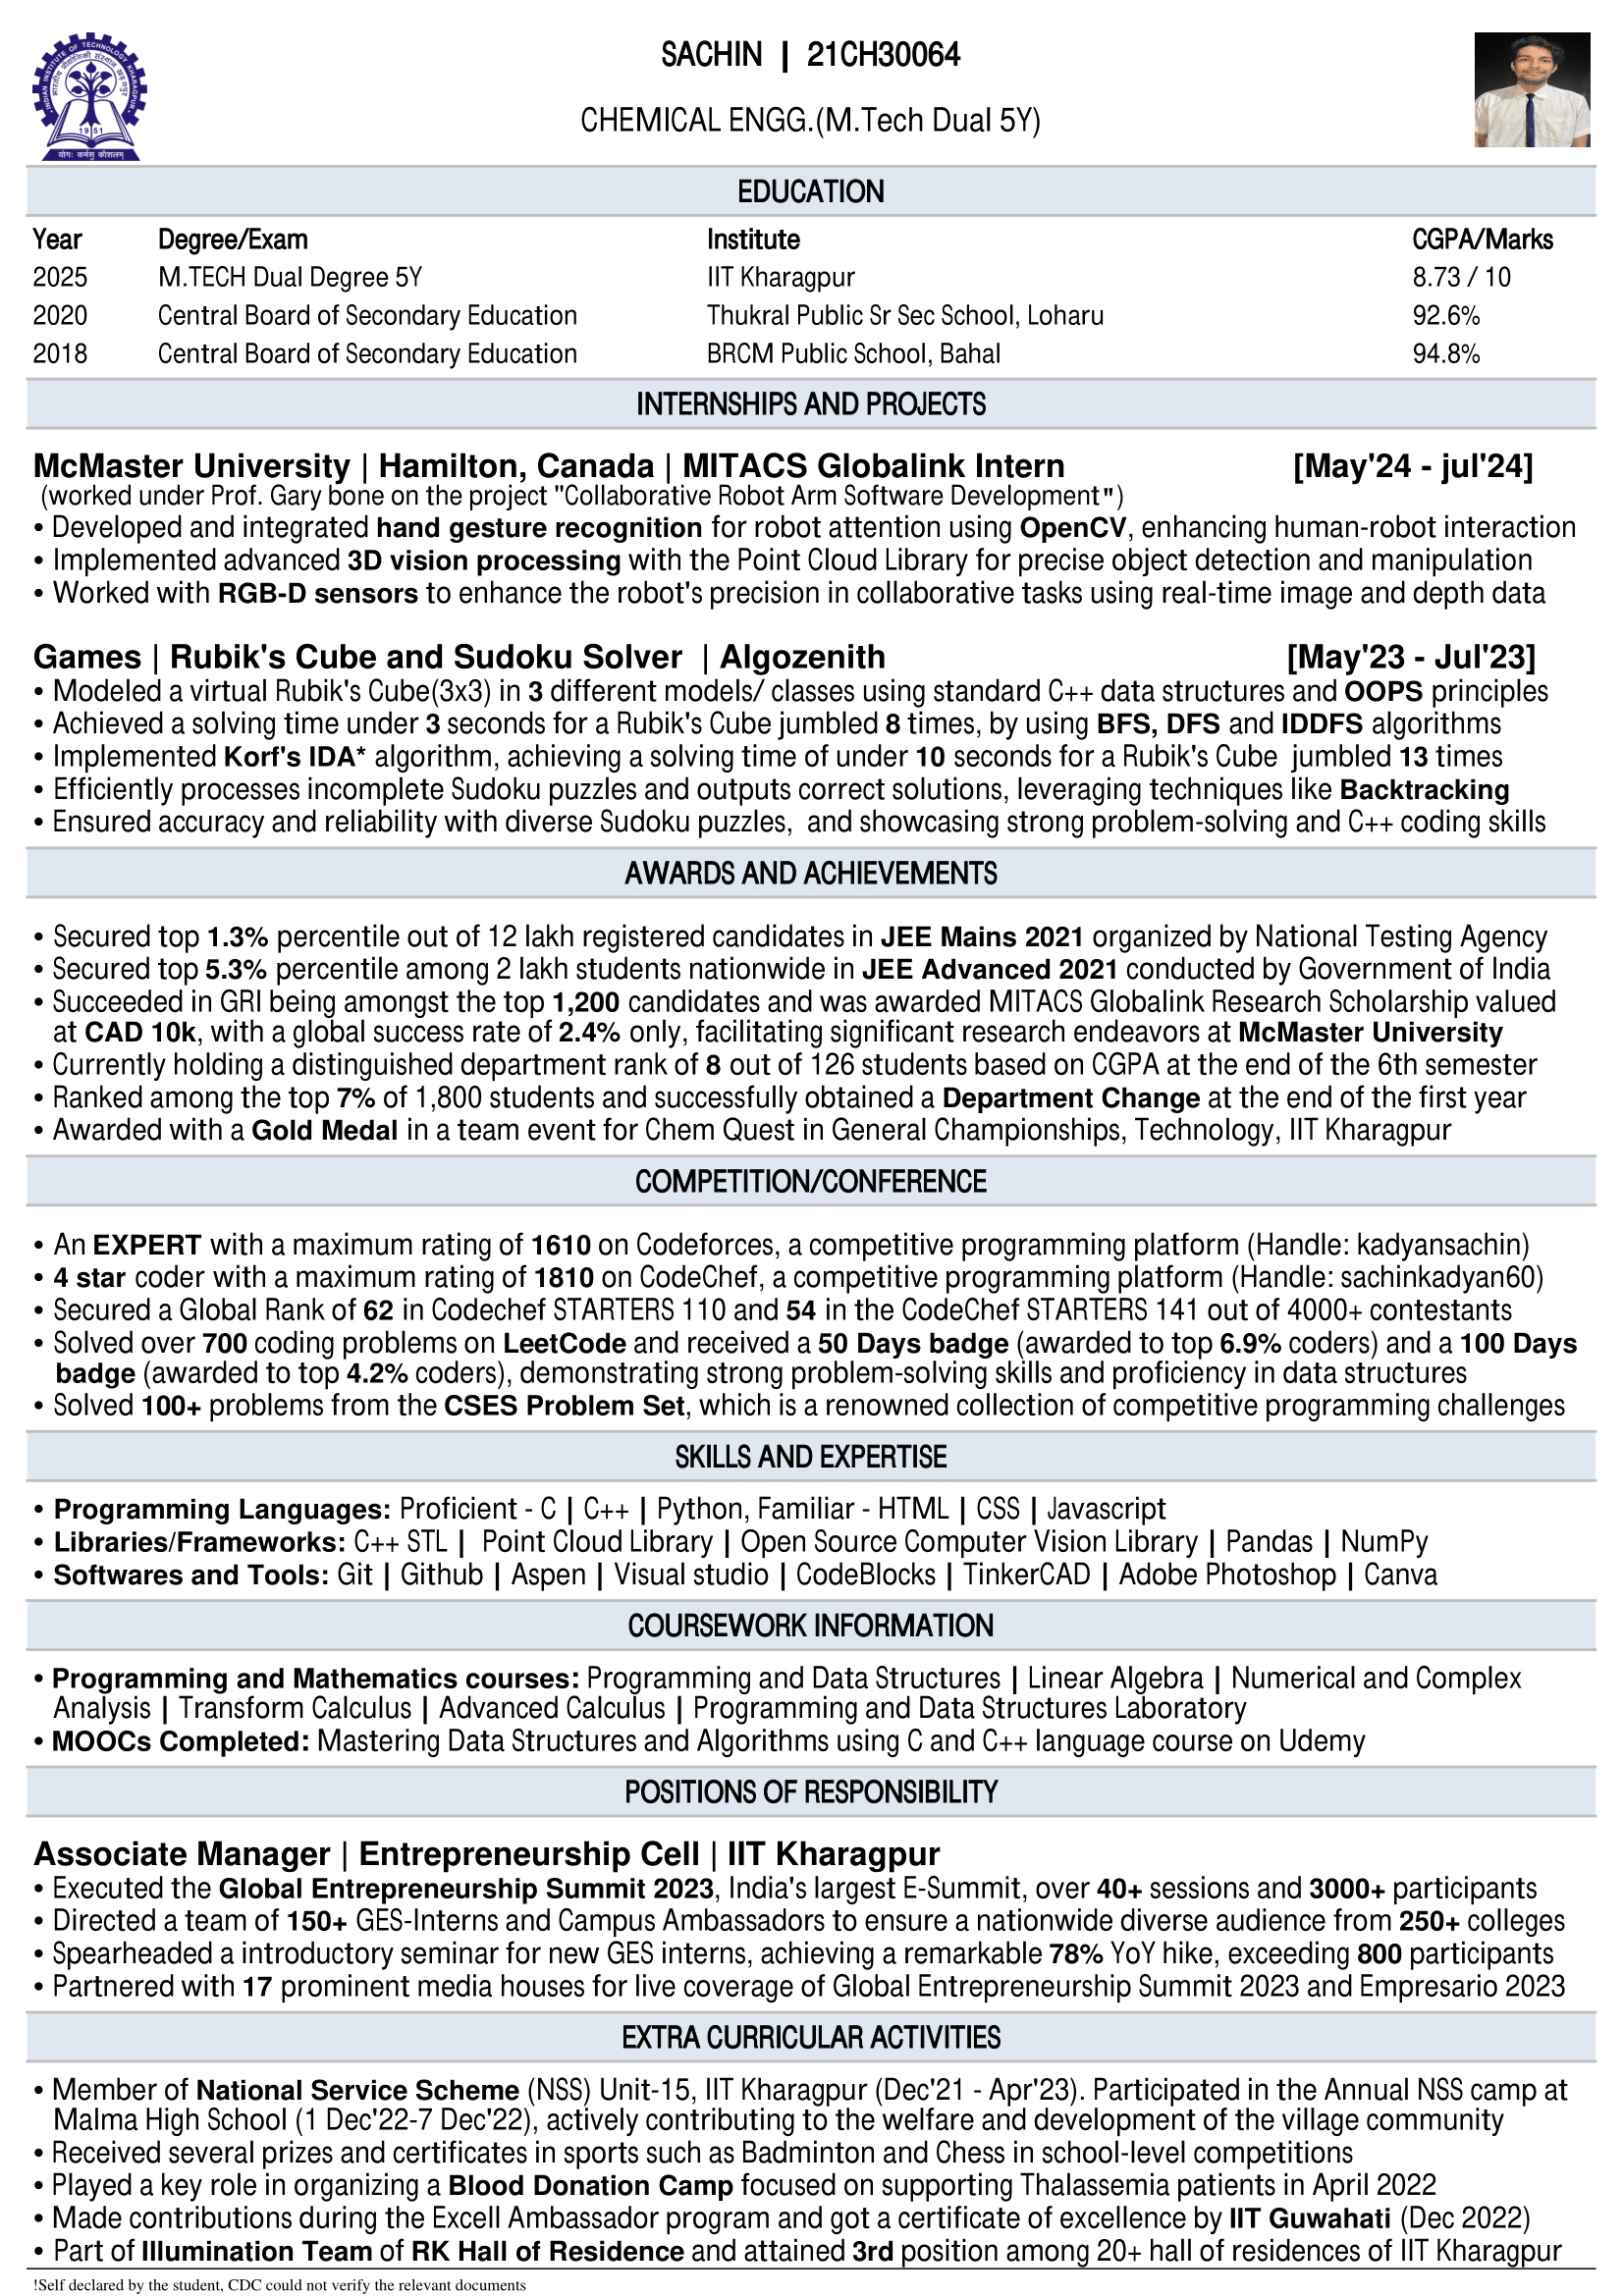 INDIAN INSTITUTE OF TECHNOLOGY KHARAGPUR
1951
योगः कर्मसु कौशलम्
SACHIN | 21CH30064
CHEMICAL ENGG.(M.Tech Dual 5Y)
EDUCATION
Year Degree/Exam Institute CGPA/Marks
2025 M.TECH Dual Degree 5Y IIT Kharagpur 8.73 / 10
2020 Central Board of Secondary Education Thukral Public Sr Sec School, Loharu 92.6%
2018 Central Board of Secondary Education BRCM Public School, Bahal 94.8%
INTERNSHIPS AND PROJECTS
McMaster University | Hamilton, Canada | MITACS Globalink Intern [May'24 - jul'24]
(worked under Prof. Gary bone on the project "Collaborative Robot Arm Software Development")
• Developed and integrated hand gesture recognition for robot attention using OpenCV, enhancing human-robot interaction
• Implemented advanced 3D vision processing with the Point Cloud Library for precise object detection and manipulation
• Worked with RGB-D sensors to enhance the robot's precision in collaborative tasks using real-time image and depth data
Games | Rubik's Cube and Sudoku Solver | Algozenith [May'23 - Jul'23]
• Modeled a virtual Rubik's Cube(3x3) in 3 different models/ classes using standard C++ data structures and OOPS principles
• Achieved a solving time under 3 seconds for a Rubik's Cube jumbled 8 times, by using BFS, DFS and IDDFS algorithms
• Implemented Korf's IDA* algorithm, achieving a solving time of under 10 seconds for a Rubik's Cube jumbled 13 times
• Efficiently processes incomplete Sudoku puzzles and outputs correct solutions, leveraging techniques like Backtracking
• Ensured accuracy and reliability with diverse Sudoku puzzles, and showcasing strong problem-solving and C++ coding skills
AWARDS AND ACHIEVEMENTS
• Secured top 1.3% percentile out of 12 lakh registered candidates in JEE Mains 2021 organized by National Testing Agency
• Secured top 5.3% percentile among 2 lakh students nationwide in JEE Advanced 2021 conducted by Government of India
• Succeeded in GRI being amongst the top 1,200 candidates and was awarded MITACS Globalink Research Scholarship valued
at CAD 10k, with a global success rate of 2.4% only, facilitating significant research endeavors at McMaster University
• Currently holding a distinguished department rank of 8 out of 126 students based on CGPA at the end of the 6th semester
• Ranked among the top 7% of 1,800 students and successfully obtained a Department Change at the end of the first year
• Awarded with a Gold Medal in a team event for Chem Quest in General Championships, Technology, IIT Kharagpur
COMPETITION/CONFERENCE
• An EXPERT with a maximum rating of 1610 on Codeforces, a competitive programming platform (Handle: kadyansachin)
• 4 star coder with a maximum rating of 1810 on CodeChef, a competitive programming platform (Handle: sachinkadyan60)
• Secured a Global Rank of 62 in Codechef STARTERS 110 and 54 in the CodeChef STARTERS 141 out of 4000+ contestants
• Solved over 700 coding problems on LeetCode and received a 50 Days badge (awarded to top 6.9% coders) and a 100 Days
badge (awarded to top 4.2% coders), demonstrating strong problem-solving skills and proficiency in data structures
• Solved 100+ problems from the CSES Problem Set, which is a renowned collection of competitive programming challenges
SKILLS AND EXPERTISE
• Programming Languages: Proficient - C | C++ | Python, Familiar - HTML | CSS | Javascript
• Libraries/Frameworks: C++ STL | Point Cloud Library | Open Source Computer Vision Library | Pandas | NumPy
• Softwares and Tools: Git | Github | Aspen | Visual studio | CodeBlocks | TinkerCAD | Adobe Photoshop | Canva
COURSEWORK INFORMATION
• Programming and Mathematics courses: Programming and Data Structures | Linear Algebra | Numerical and Complex
Analysis | Transform Calculus | Advanced Calculus | Programming and Data Structures Laboratory
• MOOCs Completed: Mastering Data Structures and Algorithms using C and C++ language course on Udemy
POSITIONS OF RESPONSIBILITY
Associate Manager | Entrepreneurship Cell | IIT Kharagpur
• Executed the Global Entrepreneurship Summit 2023, India's largest E-Summit, over 40+ sessions and 3000+ participants
• Directed a team of 150+ GES-Interns and Campus Ambassadors to ensure a nationwide diverse audience from 250+ colleges
• Spearheaded a introductory seminar for new GES interns, achieving a remarkable 78% YoY hike, exceeding 800 participants
• Partnered with 17 prominent media houses for live coverage of Global Entrepreneurship Summit 2023 and Empresario 2023
EXTRA CURRICULAR ACTIVITIES
• Member of National Service Scheme (NSS) Unit-15, IIT Kharagpur (Dec'21 - Apr'23). Participated in the Annual NSS camp at
Malma High School (1 Dec'22-7 Dec'22), actively contributing to the welfare and development of the village community
• Received several prizes and certificates in sports such as Badminton and Chess in school-level competitions
• Played a key role in organizing a Blood Donation Camp focused on supporting Thalassemia patients in April 2022
• Made contributions during the Excell Ambassador program and got a certificate of excellence by IIT Guwahati (Dec 2022)
• Part of Illumination Team of RK Hall of Residence and attained 3rd position among 20+ hall of residences of IIT Kharagpur
!Self declared by the student, CDC could not verify the relevant documents